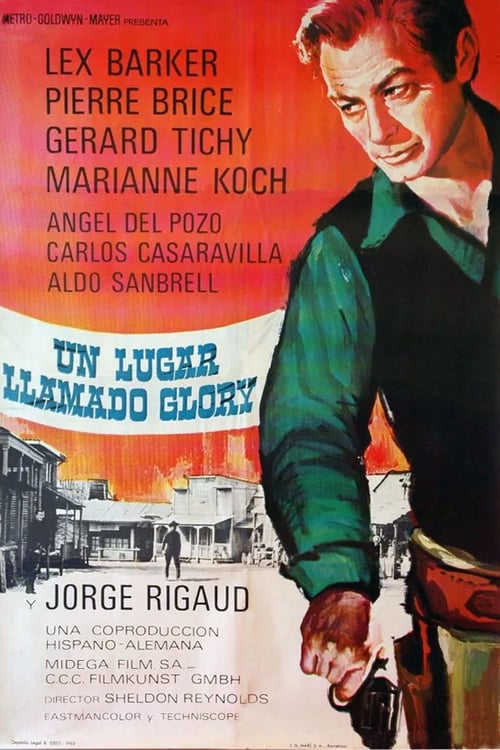 METRO-GOLDWYN-MAYER PRESENTA
LEX BARKER
PIERRE BRICE
GERARD TICHY
MARIANNE KOCH
ANGEL DEL POZO
CARLOS CASARAVILLA
ALDO SANBRELL
UN LUGAR
LLAMADO GLORY
Y JORGE RIGAUD
UNA COPRODUCCION
HISPANO-ALEMANA
MIDEGA FILM, S.A.-
C.C.C. FILMKUNST GMBH
DIRECTOR SHELDON REYNOLDS
EASTMANCOLOR Y TECHNISCOPE
Depósito Legal B.